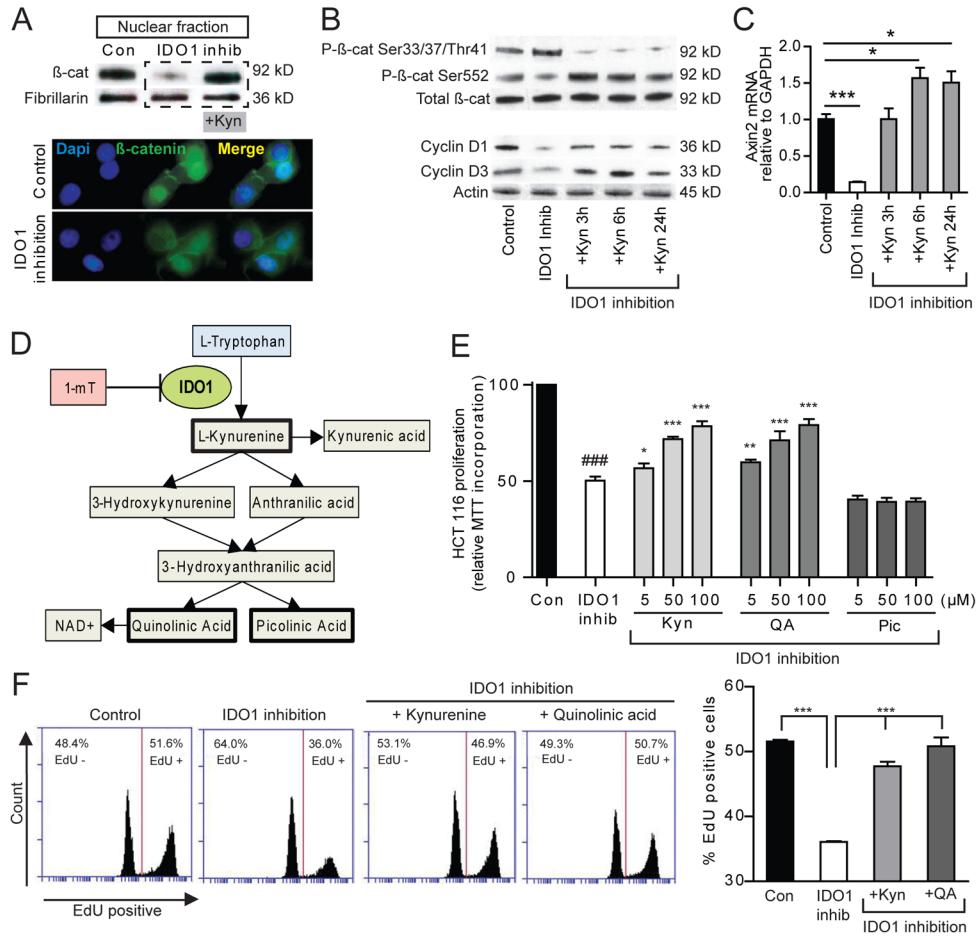 A
Nuclear fraction
Con IDO1 inhib
ß-cat 92 kD
Fibrillarin 36 kD
+Kyn
Dapi ß-catenin Merge
Control
IDO1 inhibition
B
P-ß-cat Ser33/37/Thr41 92 kD
P-ß-cat Ser552 92 kD
Total ß-cat 92 kD
Cyclin D1 36 kD
Cyclin D3 33 kD
Actin 45 kD
Control
IDO1 Inhib
+Kyn 3h
+Kyn 6h
+Kyn 24h
IDO1 inhibition
C
Axin2 mRNA
relative to GAPDH
2.0
1.5
1.0
0.5
0.0
*
*
***
Control
IDO1 Inhib
+Kyn 3h
+Kyn 6h
+Kyn 24h
IDO1 inhibition
D
L-Tryptophan
1-mT
IDO1
L-Kynurenine
Kynurenic acid
3-Hydroxykynurenine
Anthranilic acid
3-Hydroxyanthranilic acid
NAD+
Quinolinic Acid
Picolinic Acid
E
HCT 116 proliferation
(relative MTT incorporation)
100
50
0
###
* *** ***
** *** ***
Con
IDO1
inhib
5 50 100 5 50 100 5 50 100 (µM)
Kyn QA Pic
IDO1 inhibition
F
IDO1 inhibition
Control IDO1 inhibition + Kynurenine + Quinolinic acid
48.4% 51.6% 64.0% 36.0% 53.1% 46.9% 49.3% 50.7%
EdU - EdU + EdU - EdU + EdU - EdU + EdU - EdU +
Count
EdU positive
% EdU positive cells
60
50
40
30
*** ***
Con
IDO1
inhib
+Kyn +QA
IDO1 inhibition